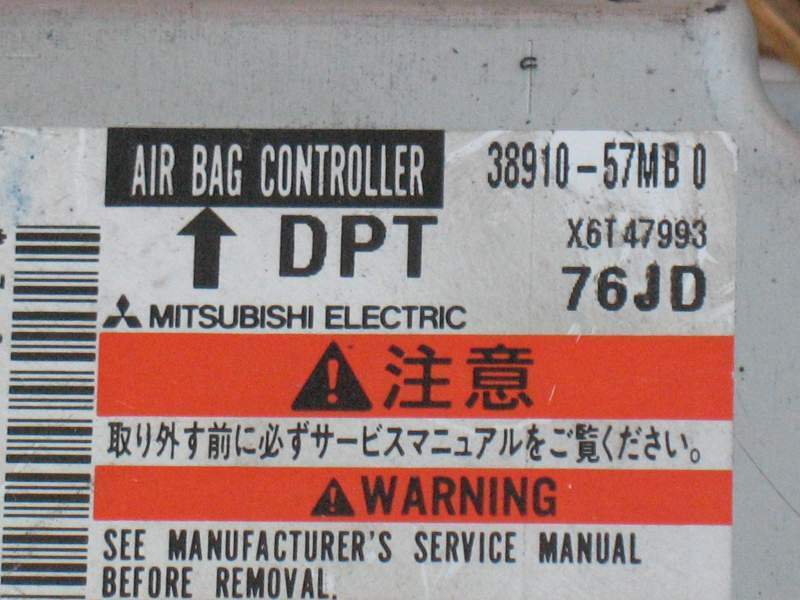 AIR BAG CONTROLLER 38910-57MB0
DPT X6T47993
76JD
MITSUBISHI ELECTRIC
注意
取り外す前に必ずサービスマニュアルをご覧ください。
WARNING
SEE MANUFACTURER'S SERVICE MANUAL
BEFORE REMOVAL.